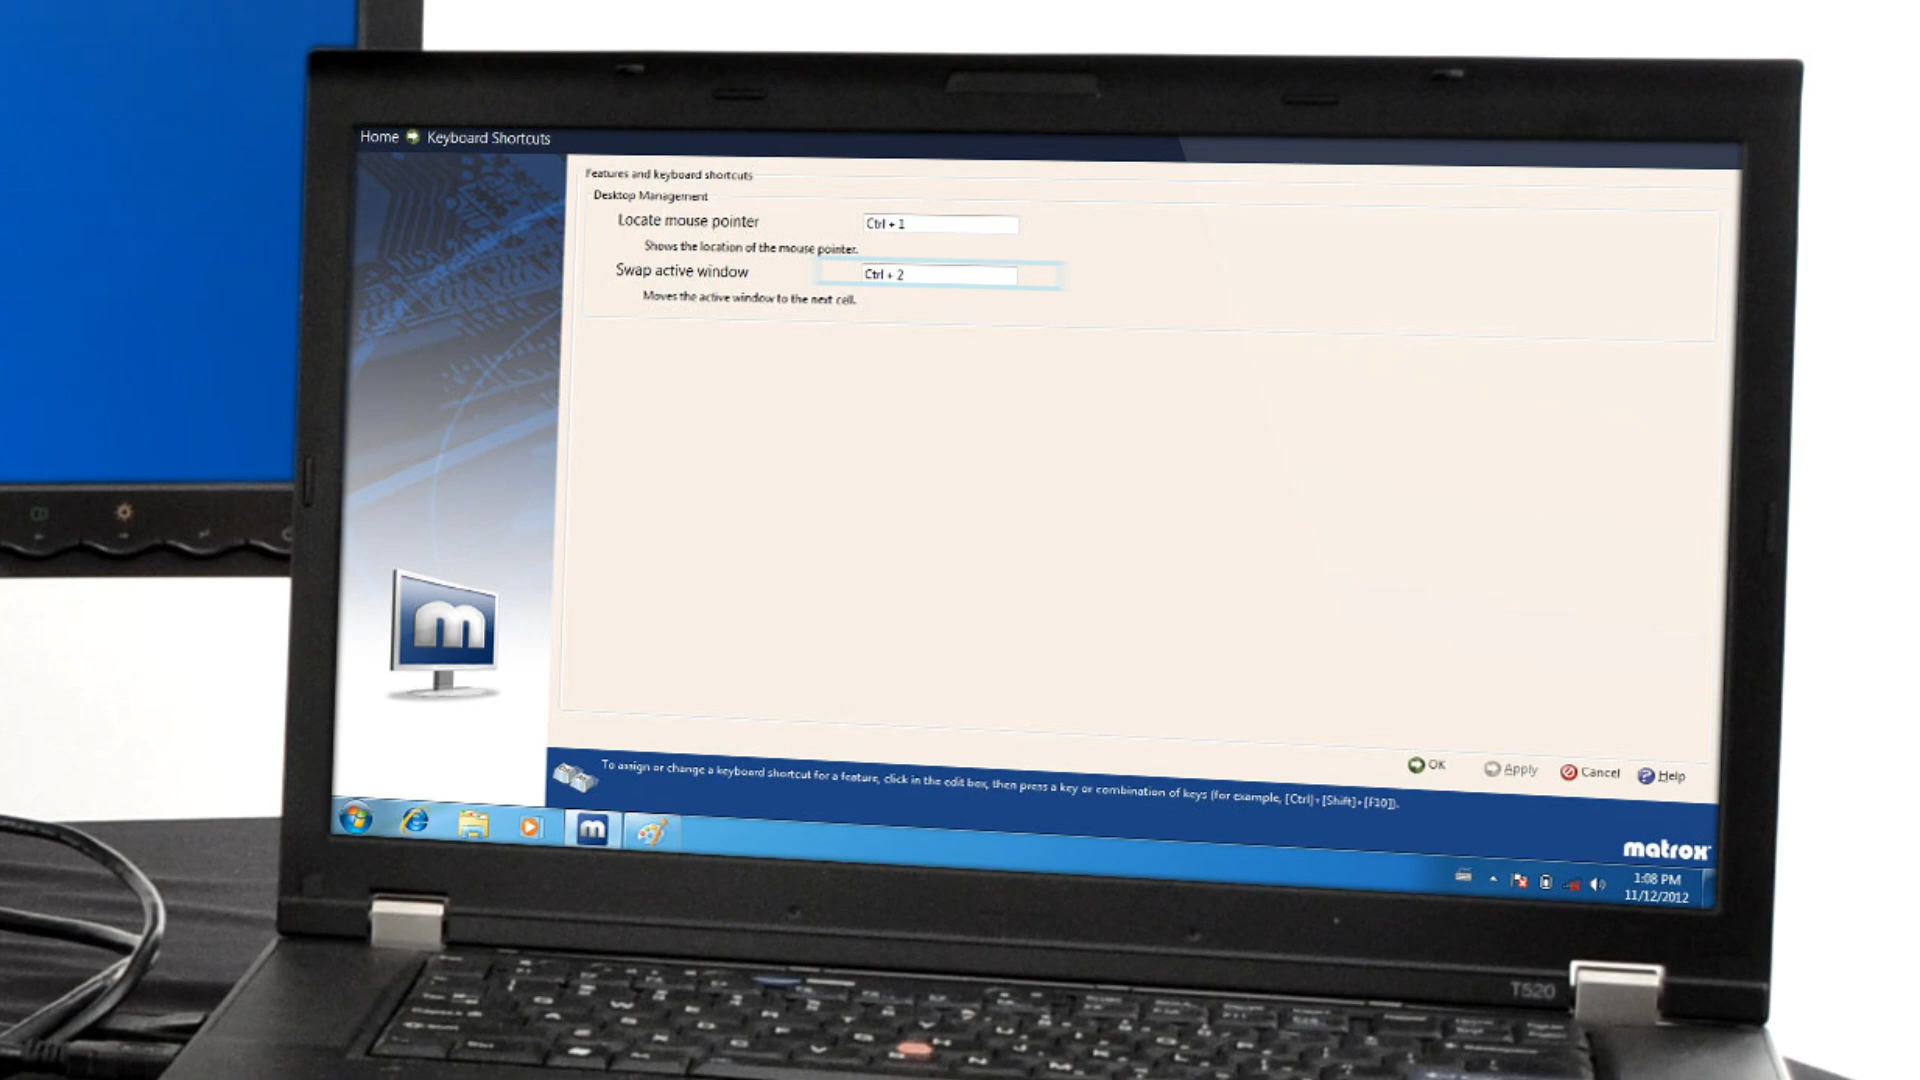 Home Keyboard Shortcuts
Features and keyboard shortcuts
Desktop Management
Locate mouse pointer Ctrl + 1
Shows the location of the mouse pointer.
Swap active window Ctrl + 2
Moves the active window to the next cell.
OK Apply Cancel Help
To assign or change a keyboard shortcut for a feature, click in the edit box, then press a key or combination of keys (for example, [Ctrl]+[Shift]+[F10]).
matrox
m
m
1:08 PM
11/12/2012
T520